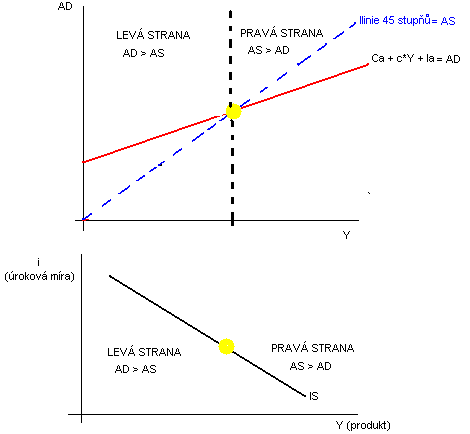 AD
LEVÁ STRANA
AD > AS
PRAVÁ STRANA
AS > AD
llinie 45 stupňů= AS
Ca + c*Y + Ia= AD
Y
i
(úroková míra)
LEVÁ STRANA
AD > AS
PRAVÁ STRANA
AS > AD
IS
Y (produkt)